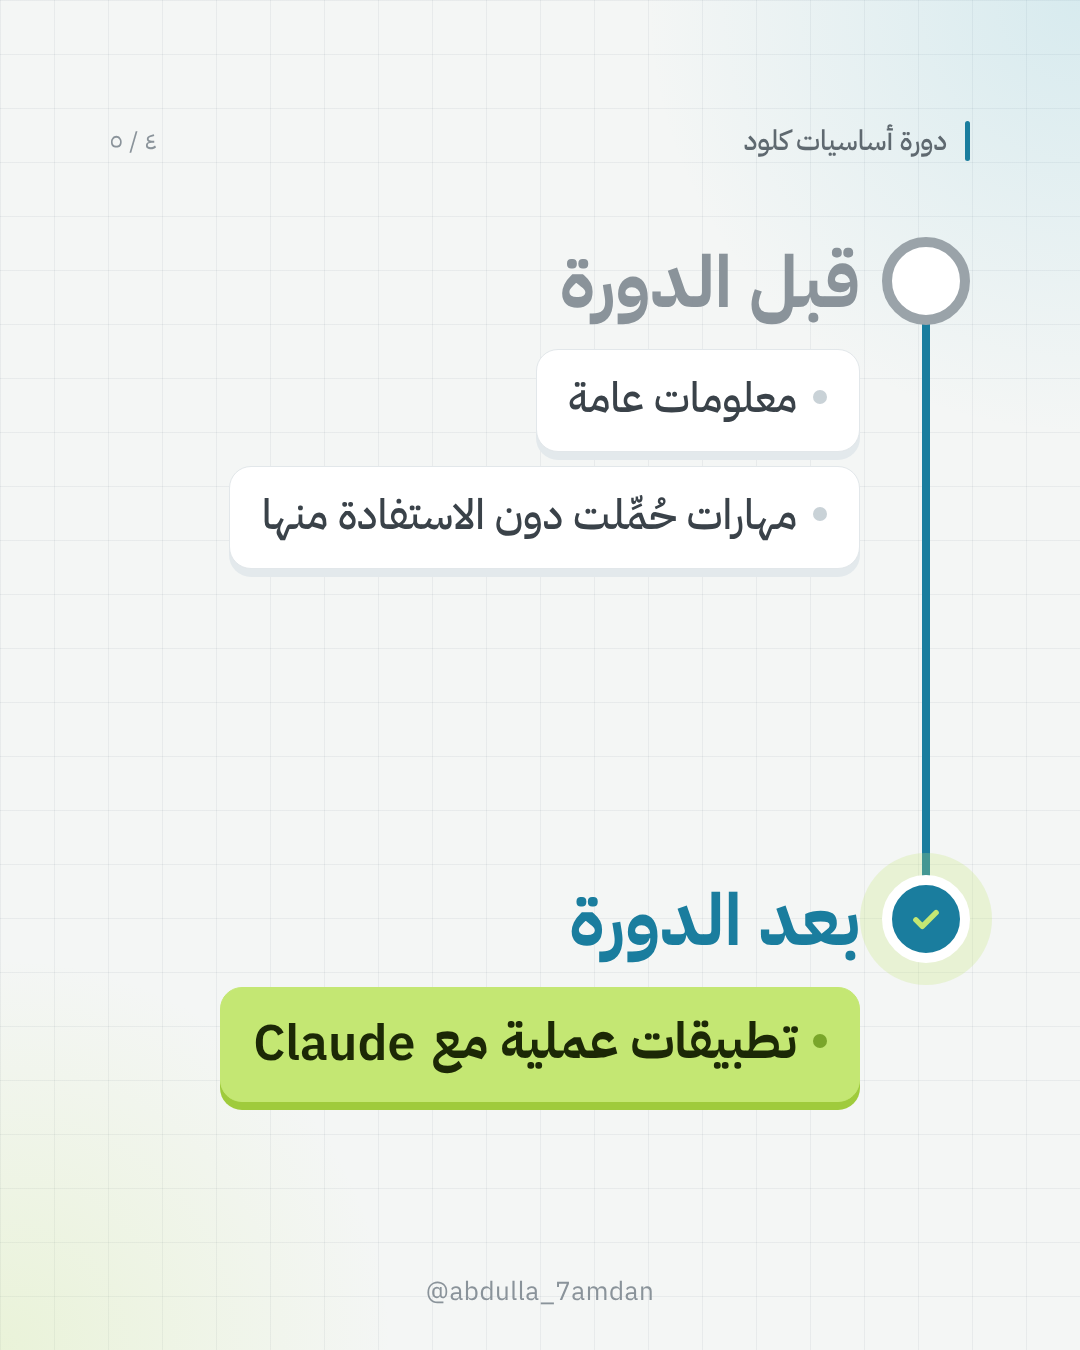 دورة أساسيات كلود
٤ / ٥
قبل الدورة
معلومات عامة
مهارات حُمِّلت دون الاستفادة منها
بعد الدورة
تطبيقات عملية مع Claude
@abdulla_7amdan